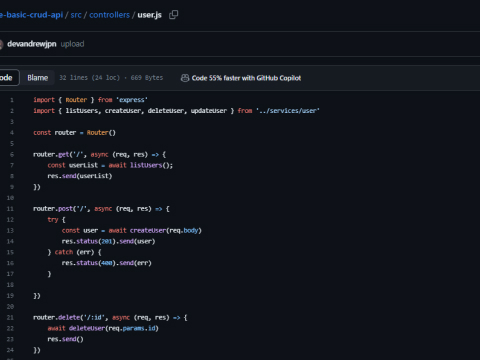 e-basic-crud-api / src / controllers / user.js
devandrewjpn upload
ode Blame 32 lines (24 loc) · 669 Bytes Code 55% faster with GitHub Copilot
1 import { Router } from 'express'
2 import { listUsers, createUser, deleteUser, updateUser } from '../services/user'
3
4 const router = Router()
5
6 router.get('/', async (req, res) => {
7 const userList = await listUsers();
8 res.send(userList)
9 })
10
11 router.post('/', async (req, res) => {
12 try {
13 const user = await createUser(req.body)
14 res.status(201).send(user)
15 } catch (err) {
16 res.status(400).send(err)
17 }
18
19 })
20
21 router.delete('/:id', async (req, res) => {
22 await deleteUser(req.params.id)
23 res.send()
24 })